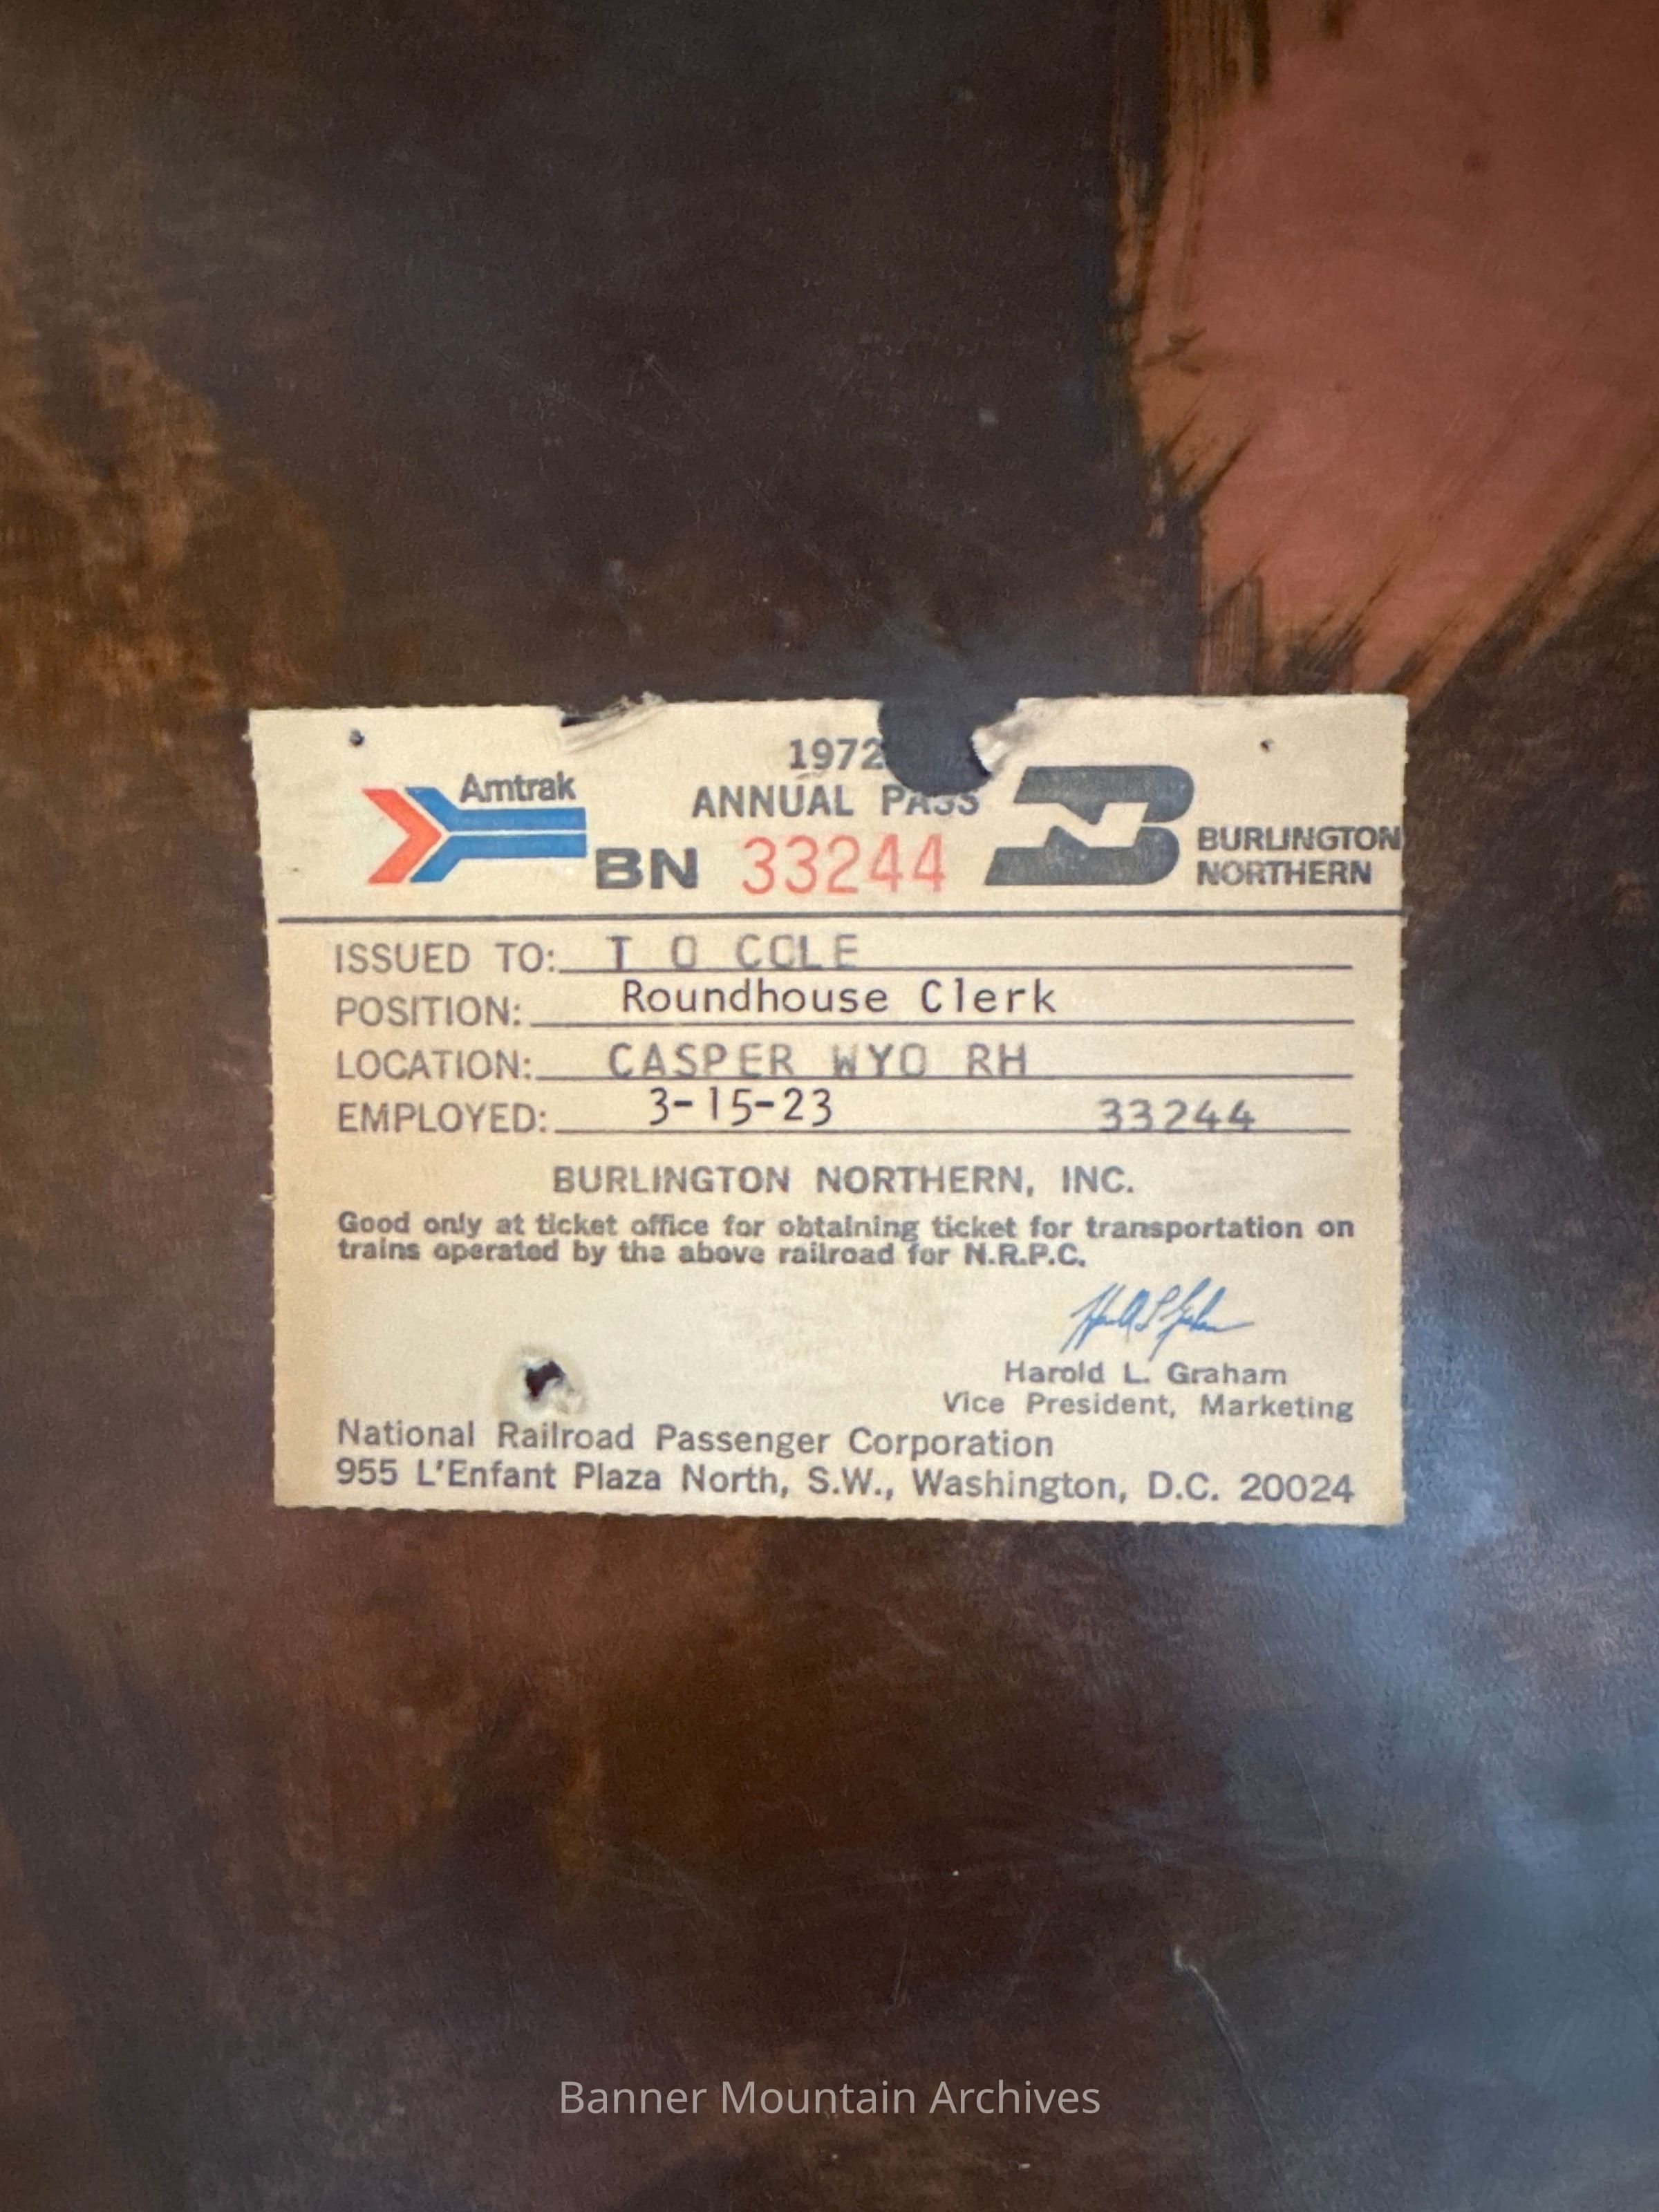 1972
ANNUAL PASS
Amtrak
BN 33244
BURLINGTON
NORTHERN
ISSUED TO: T O COLE
POSITION: Roundhouse Clerk
LOCATION: CASPER WYO RH
EMPLOYED: 3-15-23 33244
BURLINGTON NORTHERN, INC.
Good only at ticket office for obtaining ticket for transportation on
trains operated by the above railroad for N.R.P.C.
Harold L. Graham
Harold L. Graham
Vice President, Marketing
National Railroad Passenger Corporation
955 L'Enfant Plaza North, S.W., Washington, D.C. 20024
Banner Mountain Archives